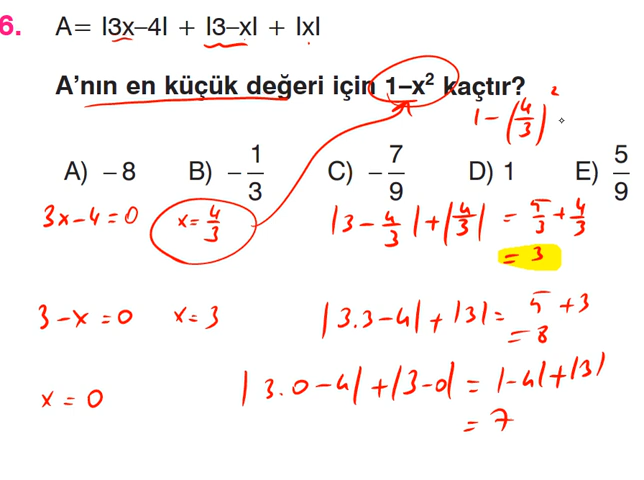 6. A= |3x–4| + |3–x| + |x|
A'nın en küçük değeri için 1–x² kaçtır?
1 - (4/3)²
A) –8 B) –1/3 C) –7/9 D) 1 E) 5/9
3x-4=0 x=4/3 |3-4/3|+|4/3| = 5/3+4/3
= 3
3-x=0 x=3 |3.3-4|+|3|= 5+3
= 8
x=0 |3.0-4|+|3-0| = |-4|+|3|
= 7